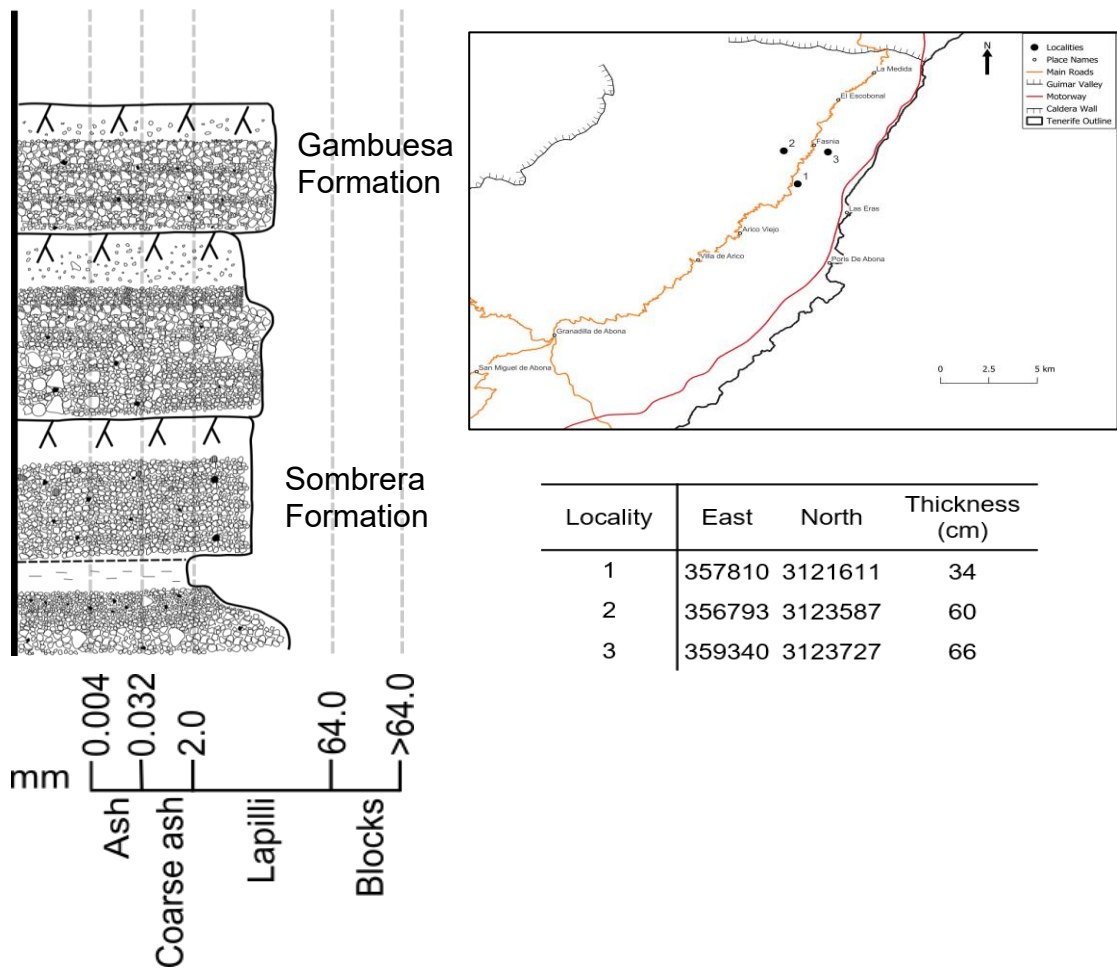 Gambuesa
Formation
Sombrera
Formation
mm
0.004
0.032
2.0
64.0
>64.0
Ash
Coarse ash
Lapilli
Blocks
N
Localities
Place Names
Main Roads
Guimar Valley
Motorway
Caldera Wall
Tenerife Outline
La Medida
El Escobonal
Fasnia
2
3
1
Las Eras
Arico Viejo
Villa de Arico
Poris De Abona
Granadilla de Abona
San Miguel de Abona
0 2.5 5 km
Locality East North Thickness
(cm)
1 357810 3121611 34
2 356793 3123587 60
3 359340 3123727 66